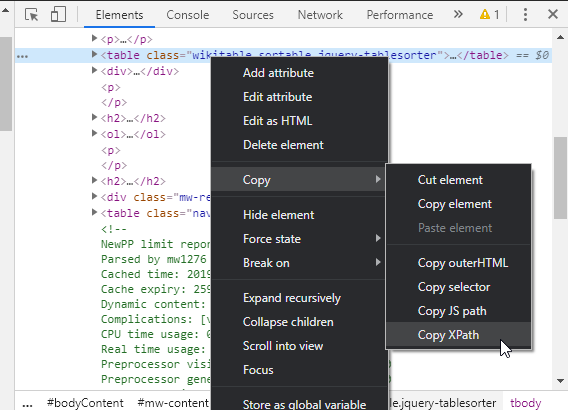 Elements Console Sources Network Performance » 1
<p>…</p>
… <table class="wikitable sortable jquery-tablesorter">…</table> == $0
<div>…</div>
<p>
</p>
<h2>…</h2>
<ol>…</ol>
<p>
</p>
<h2>…</h2>
<div class="mw-re
<table class="nav
<!--
NewPP limit repor
Parsed by mw1276
Cached time: 2019
Cache expiry: 259
Dynamic content:
Complications: [v
CPU time usage: 0
Real time usage:
Preprocessor visi
Preprocessor gene
Add attribute
Edit attribute
Edit as HTML
Delete element
Copy
Hide element
Force state
Break on
Expand recursively
Collapse children
Scroll into view
Focus
Store as global variable
Cut element
Copy element
Paste element
Copy outerHTML
Copy selector
Copy JS path
Copy XPath
… #bodyContent #mw-content .jquery-tablesorter tbody